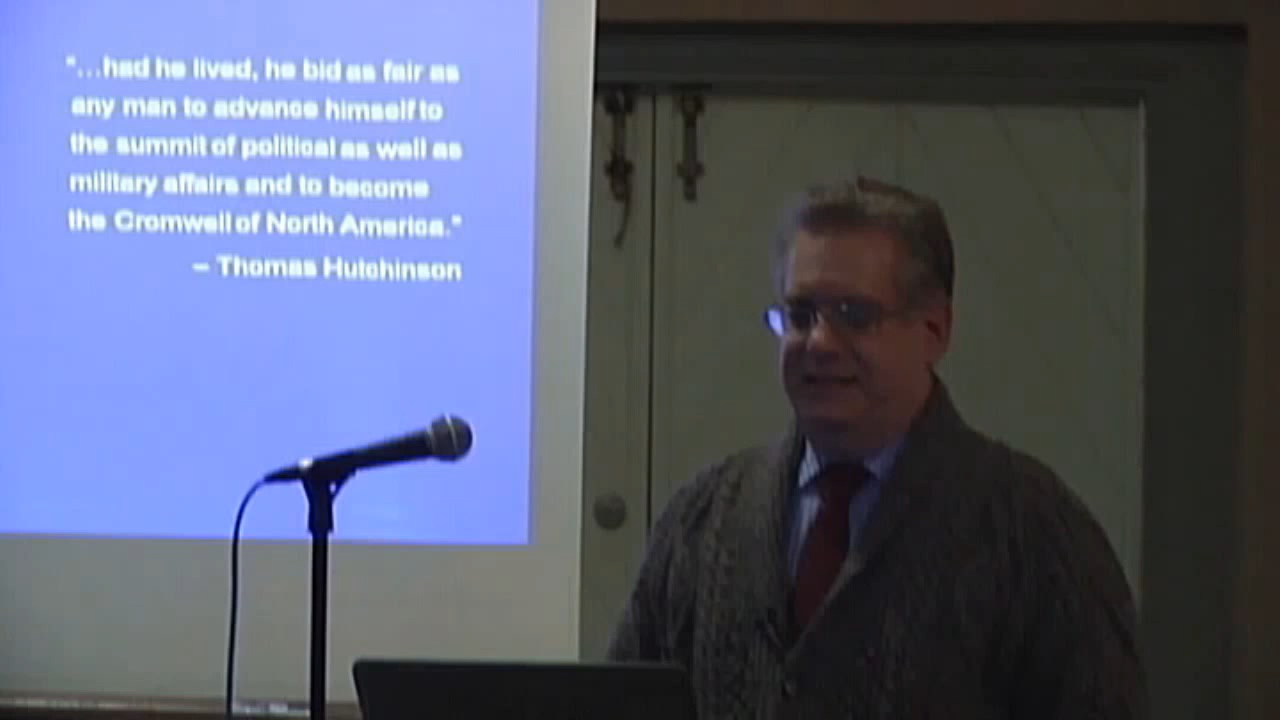 "...had he lived, he bid as fair as
any man to advance himself to
the summit of political as well as
military affairs and to become
the Cromwell of North America."
– Thomas Hutchinson